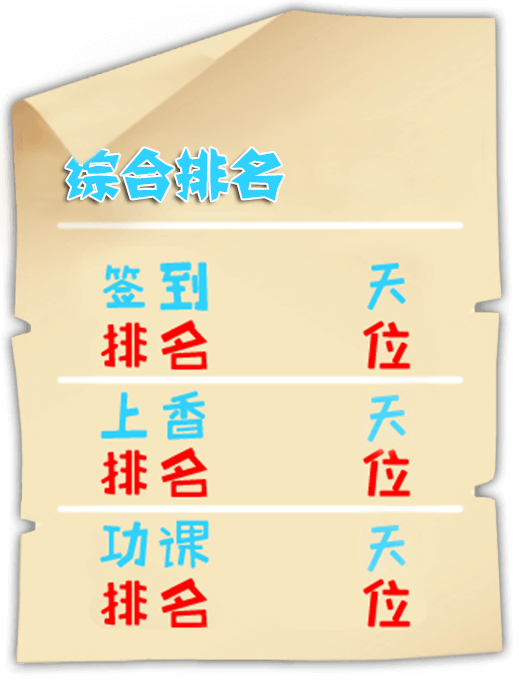 综合排名
签到 天
排名 位
上香 天
排名 位
功课 天
排名 位